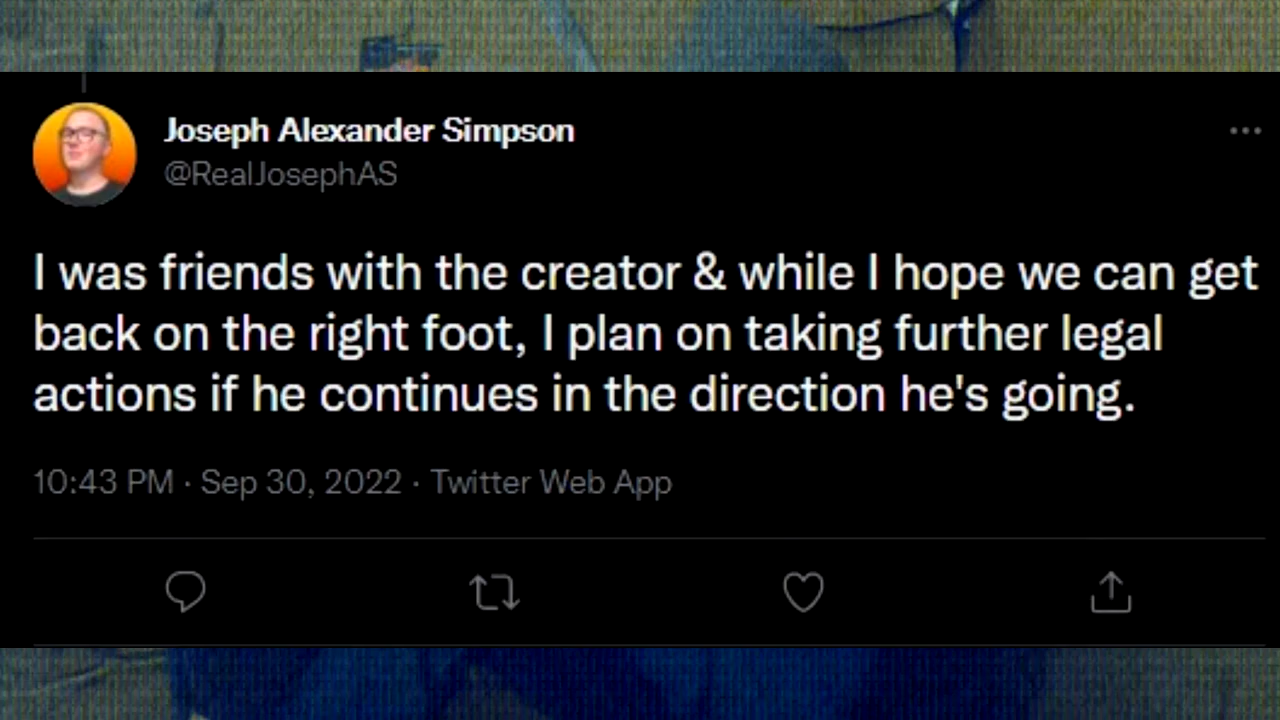 Joseph Alexander Simpson
@RealJosephAS
I was friends with the creator & while I hope we can get
back on the right foot, I plan on taking further legal
actions if he continues in the direction he's going.
10:43 PM · Sep 30, 2022 · Twitter Web App